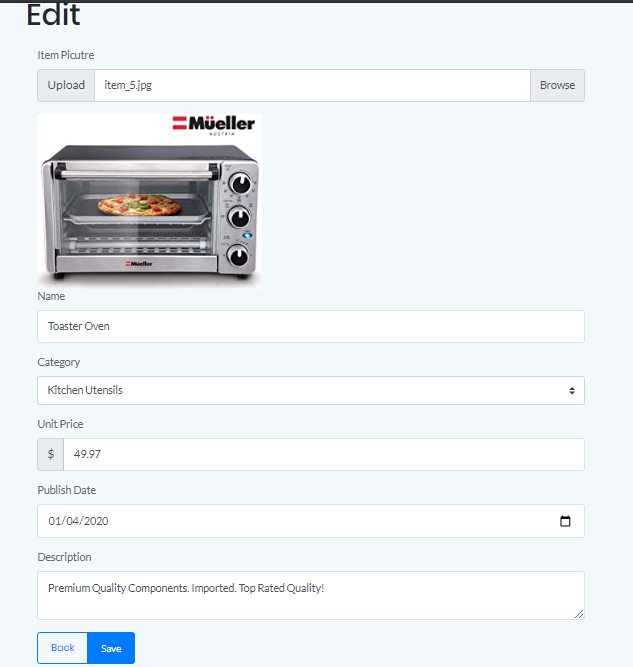 Edit
Item Picutre
Upload item_5.jpg Browse
Müeller
AUSTRIA
Müeller
Name
Toaster Oven
Category
Kitchen Utensils
Unit Price
$ 49.97
Publish Date
01/04/2020
Description
Premium Quality Components. Imported. Top Rated Quality!
Back Save